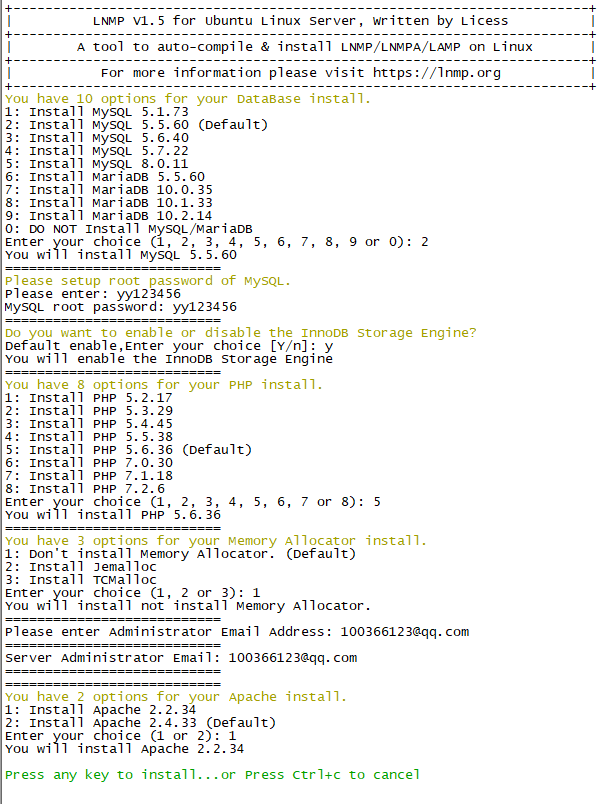 +------------------------------------------------------------------------+
|          LNMP V1.5 for Ubuntu Linux Server, Written by Licess          |
+------------------------------------------------------------------------+
|        A tool to auto-compile & install LNMP/LNMPA/LAMP on Linux       |
+------------------------------------------------------------------------+
|           For more information please visit https://lnmp.org           |
+------------------------------------------------------------------------+
You have 10 options for your DataBase install.
1: Install MySQL 5.1.73
2: Install MySQL 5.5.60 (Default)
3: Install MySQL 5.6.40
4: Install MySQL 5.7.22
5: Install MySQL 8.0.11
6: Install MariaDB 5.5.60
7: Install MariaDB 10.0.35
8: Install MariaDB 10.1.33
9: Install MariaDB 10.2.14
0: DO NOT Install MySQL/MariaDB
Enter your choice (1, 2, 3, 4, 5, 6, 7, 8, 9 or 0): 2
You will install MySQL 5.5.60
===========================
Please setup root password of MySQL.
Please enter: yy123456
MySQL root password: yy123456
===========================
Do you want to enable or disable the InnoDB Storage Engine?
Default enable,Enter your choice [Y/n]: y
You will enable the InnoDB Storage Engine
===========================
You have 8 options for your PHP install.
1: Install PHP 5.2.17
2: Install PHP 5.3.29
3: Install PHP 5.4.45
4: Install PHP 5.5.38
5: Install PHP 5.6.36 (Default)
6: Install PHP 7.0.30
7: Install PHP 7.1.18
8: Install PHP 7.2.6
Enter your choice (1, 2, 3, 4, 5, 6, 7 or 8): 5
You will install PHP 5.6.36
===========================
You have 3 options for your Memory Allocator install.
1: Don't install Memory Allocator. (Default)
2: Install Jemalloc
3: Install TCMalloc
Enter your choice (1, 2 or 3): 1
You will install not install Memory Allocator.
===========================
Please enter Administrator Email Address: 100366123@qq.com
===========================
Server Administrator Email: 100366123@qq.com
===========================
===========================
You have 2 options for your Apache install.
1: Install Apache 2.2.34
2: Install Apache 2.4.33 (Default)
Enter your choice (1 or 2): 1
You will install Apache 2.2.34
Press any key to install...or Press Ctrl+c to cancel